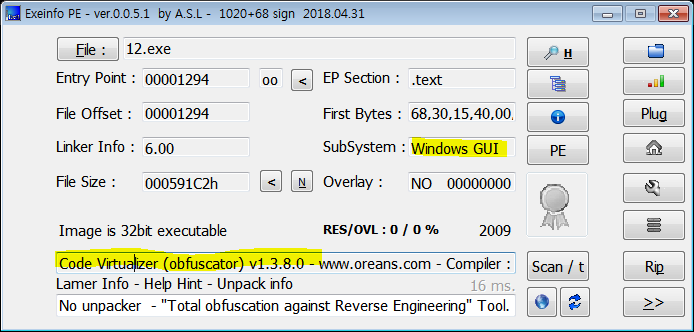 Exeinfo PE - ver.0.0.5.1 by A.S.L - 1020+68 sign 2018.04.31
File : 12.exe H
Entry Point : 00001294 oo < EP Section : .text
File Offset : 00001294 First Bytes : 68,30,15,40,00, Plug
Linker Info : 6.00 SubSystem : Windows GUI PE
File Size : 000591C2h < N Overlay : NO 00000000
Image is 32bit executable RES/OVL : 0 / 0 % 2009
Code Virtualizer (obfuscator) v1.3.8.0 - www.oreans.com - Compiler : Scan / t Rip
Lamer Info - Help Hint - Unpack info 16 ms.
No unpacker - "Total obfuscation against Reverse Engineering" Tool. >>